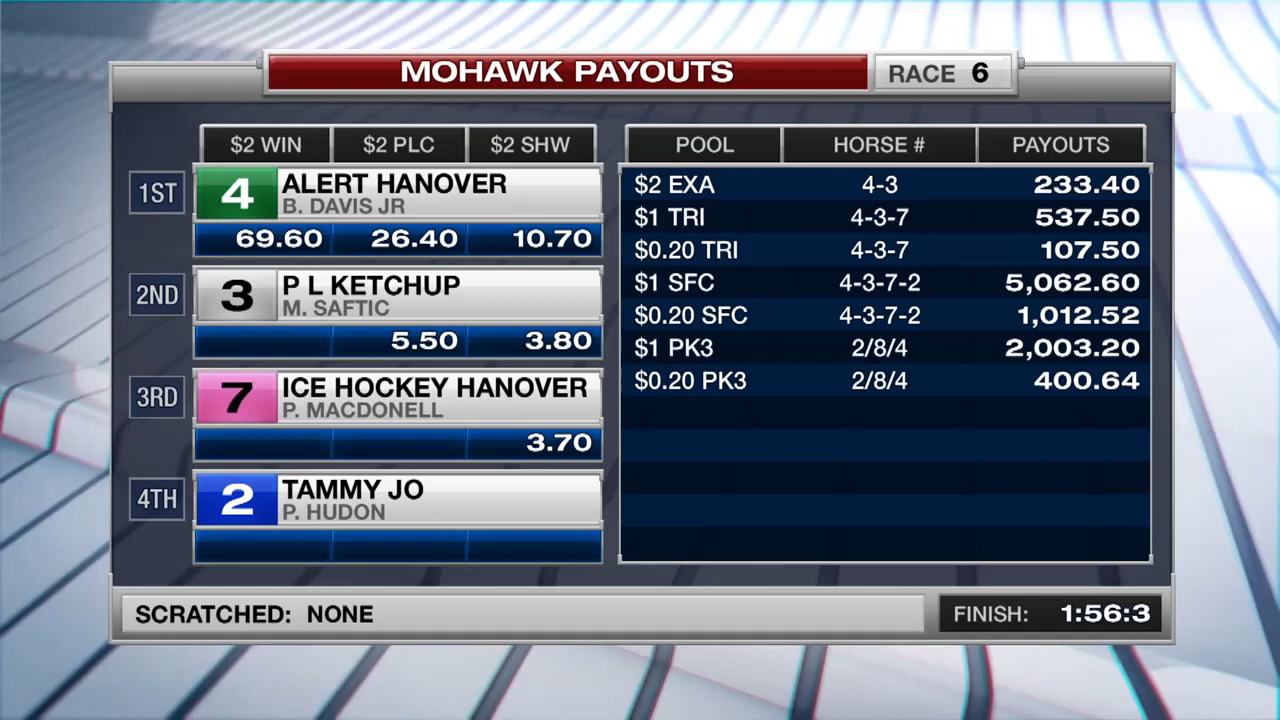 MOHAWK PAYOUTS RACE 6
$2 WIN $2 PLC $2 SHW
1ST 4 ALERT HANOVER
B. DAVIS JR
69.60 26.40 10.70
2ND 3 P L KETCHUP
M. SAFTIC
5.50 3.80
3RD 7 ICE HOCKEY HANOVER
P. MACDONELL
3.70
4TH 2 TAMMY JO
P. HUDON
POOL HORSE # PAYOUTS
$2 EXA 4-3 233.40
$1 TRI 4-3-7 537.50
$0.20 TRI 4-3-7 107.50
$1 SFC 4-3-7-2 5,062.60
$0.20 SFC 4-3-7-2 1,012.52
$1 PK3 2/8/4 2,003.20
$0.20 PK3 2/8/4 400.64
SCRATCHED: NONE
FINISH: 1:56:3